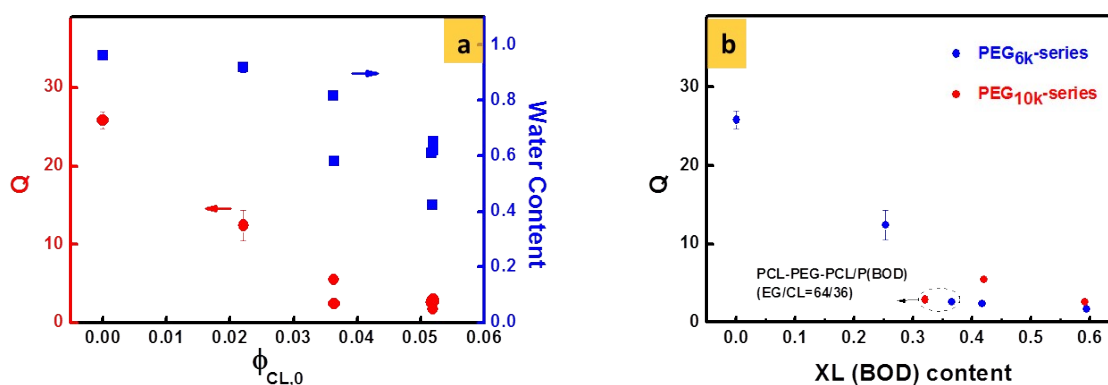 a
Q
30
20
10
0
1.0
0.8
0.6
0.4
0.2
0.0
Water Content
0.00 0.01 0.02 0.03 0.04 0.05 0.06
ϕCL,0
b
PEG6k-series
PEG10k-series
Q
30
20
10
0
PCL-PEG-PCL/P(BOD)
(EG/CL=64/36)
0.0 0.1 0.2 0.3 0.4 0.5 0.6
XL (BOD) content